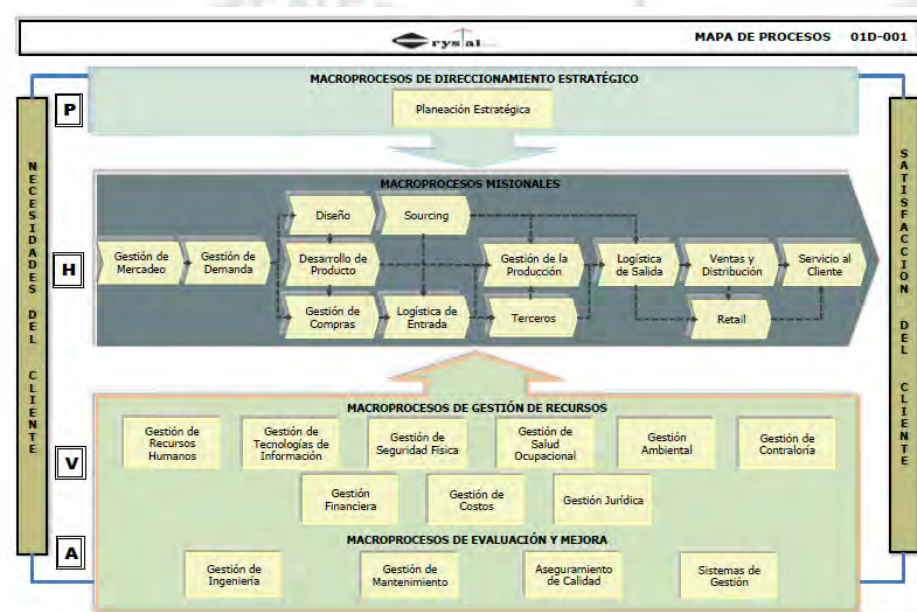 Crystal
MAPA DE PROCESOS 01D-001
MACROPROCESOS DE DIRECCIONAMIENTO ESTRATÉGICO
P
Planeación Estratégica
NECESIDADES DEL CLIENTE
SATISFACCION DEL CLIENTE
MACROPROCESOS MISIONALES
H
Diseño
Sourcing
Gestión de
Mercadeo
Gestión de
Demanda
Desarrollo de
Producto
Gestión de la
Producción
Logística
de Salida
Ventas y
Distribución
Servicio al
Cliente
Gestión de
Compras
Logística de
Entrada
Terceros
Retail
MACROPROCESOS DE GESTIÓN DE RECURSOS
V
Gestión de
Recursos
Humanos
Gestión de
Tecnologías de
Información
Gestión de
Seguridad Física
Gestión de
Salud
Ocupacional
Gestión
Ambiental
Gestión de
Contraloría
Gestión
Financiera
Gestión de
Costos
Gestión Jurídica
A
MACROPROCESOS DE EVALUACIÓN Y MEJORA
Gestión de
Ingeniería
Gestión de
Mantenimiento
Aseguramiento
de Calidad
Sistemas de
Gestión